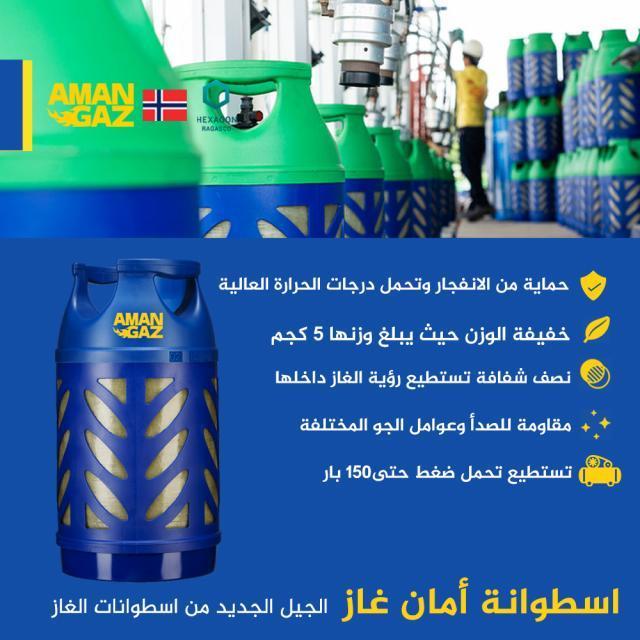 AMAN
GAZ
HEXAGON
RAGASCO
حماية من الانفجار وتحمل درجات الحرارة العالية
خفيفة الوزن حيث يبلغ وزنها 5 كجم
نصف شفافة تستطيع رؤية الغاز داخلها
مقاومة للصدأ وعوامل الجو المختلفة
تستطيع تحمل ضغط حتى150 بار
AMAN
GAZ
اسطوانة أمان غاز الجيل الجديد من اسطوانات الغاز